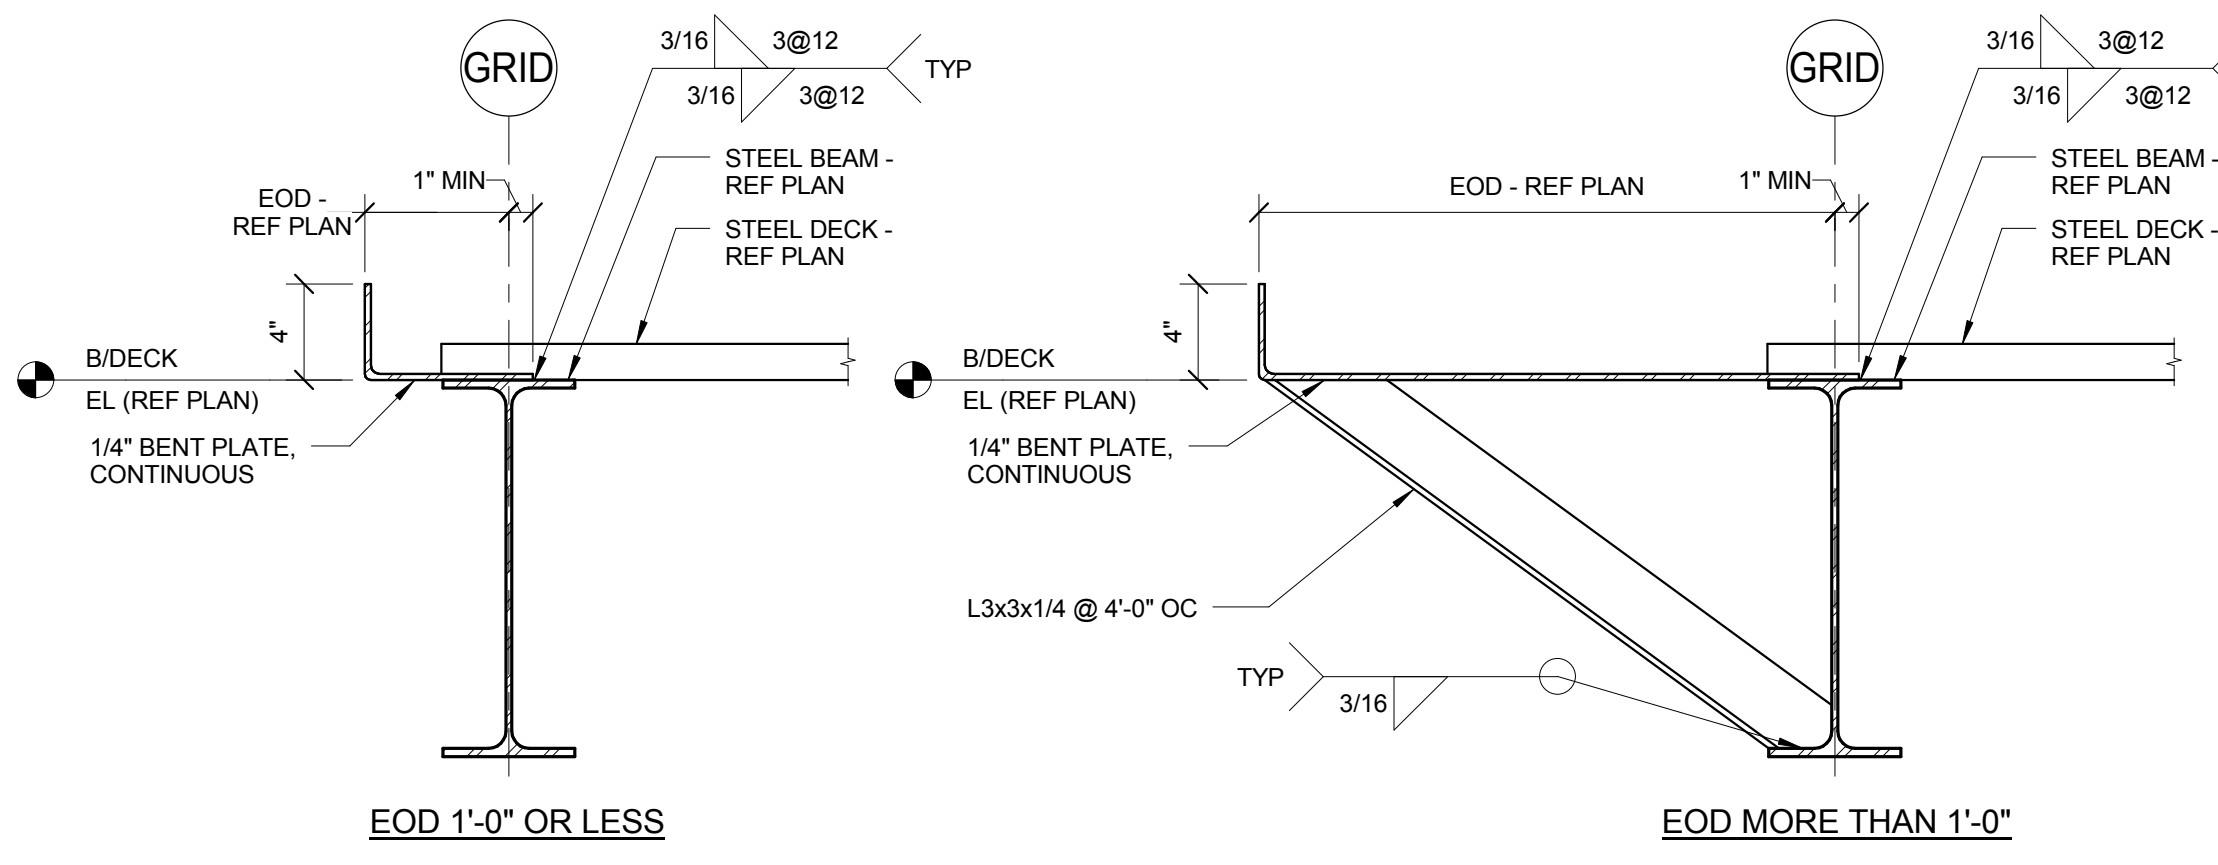 GRID
3/16
3@12
3/16
3@12
TYP
STEEL BEAM -
REF PLAN
1" MIN
EOD -
REF PLAN
STEEL DECK -
REF PLAN
4"
B/DECK
EL (REF PLAN)
1/4" BENT PLATE,
CONTINUOUS
EOD 1'-0" OR LESS
GRID
3/16
3@12
3/16
3@12
STEEL BEAM -
REF PLAN
EOD - REF PLAN
1" MIN
STEEL DECK -
REF PLAN
4"
B/DECK
EL (REF PLAN)
1/4" BENT PLATE,
CONTINUOUS
L3x3x1/4 @ 4'-0" OC
TYP
3/16
EOD MORE THAN 1'-0"